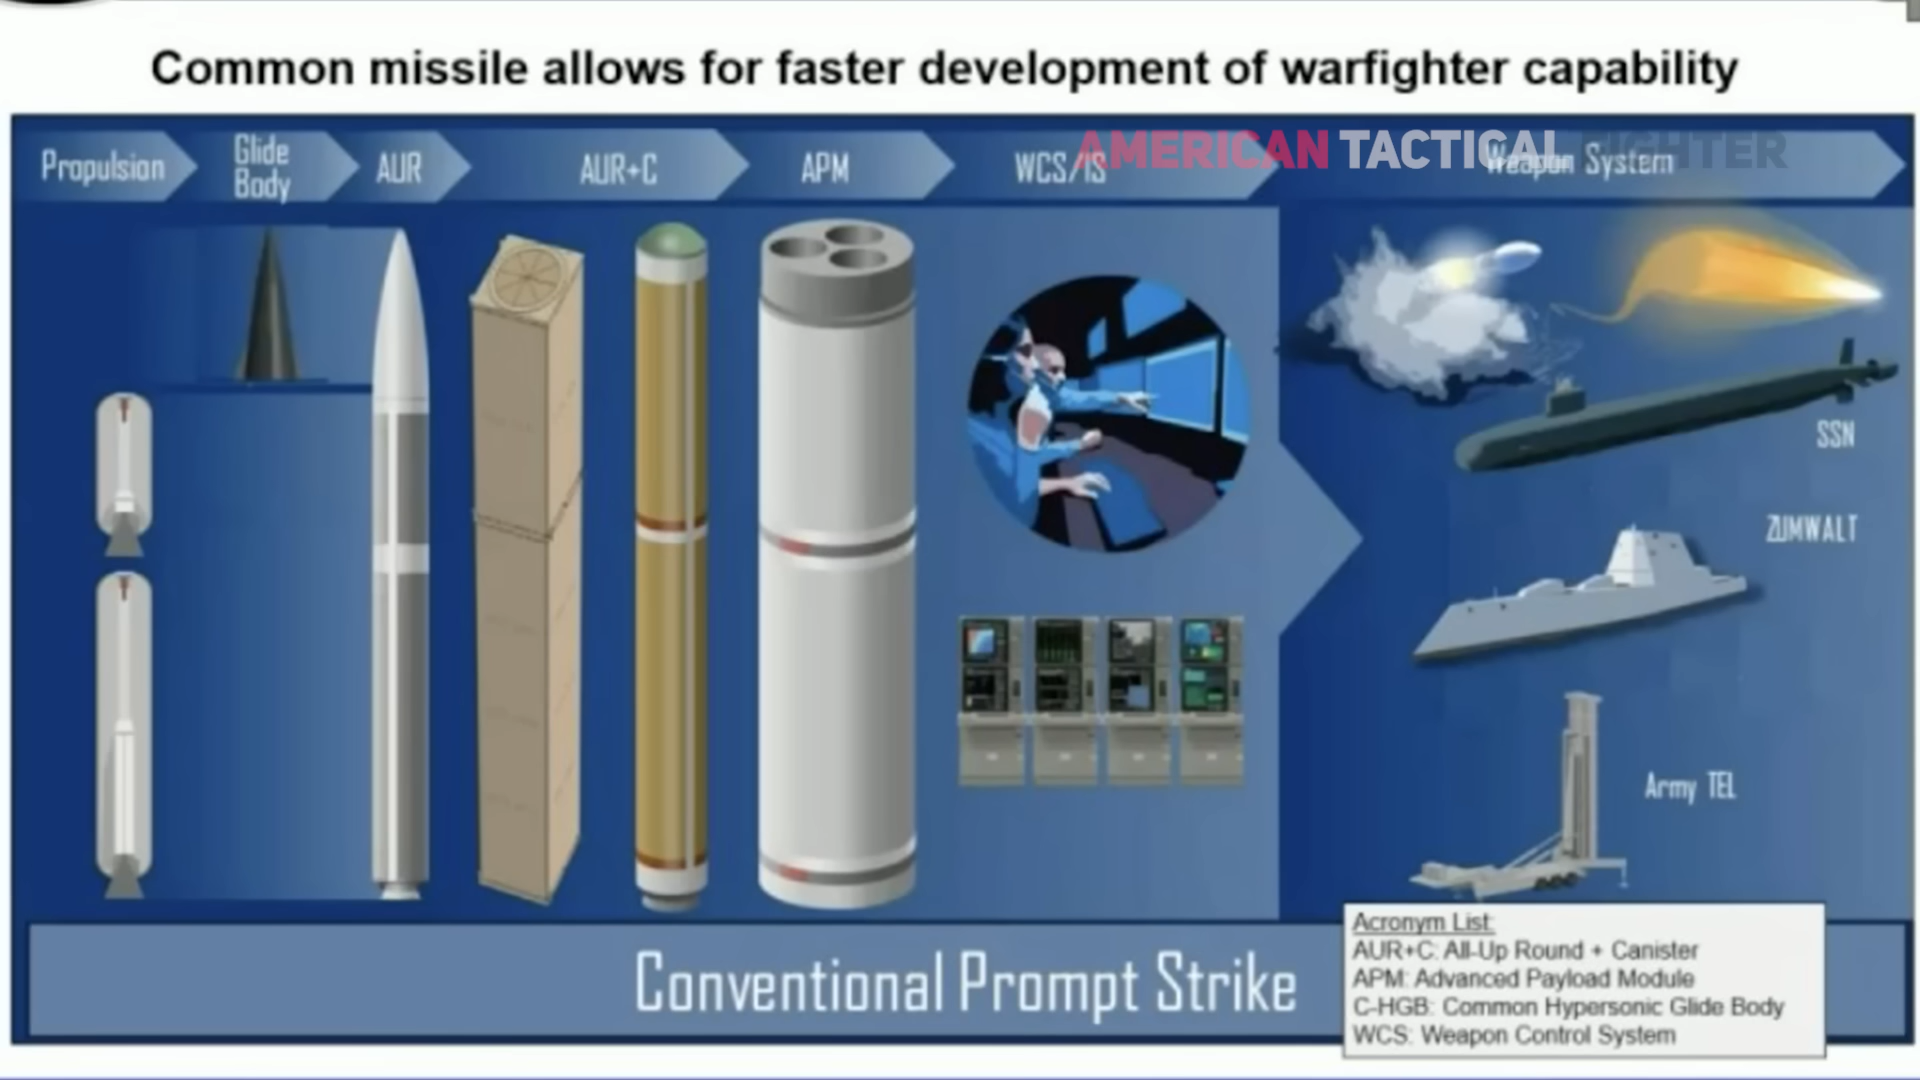 Common missile allows for faster development of warfighter capability
AMERICAN TACTICAL FIGHTER
Propulsion
Glide
Body
AUR
AUR+C
APM
WCS/IS
Weapon System
SSN
ZUMWALT
Army TEL
Conventional Prompt Strike
Acronym List:
AUR+C: All-Up Round + Canister
APM: Advanced Payload Module
C-HGB: Common Hypersonic Glide Body
WCS: Weapon Control System